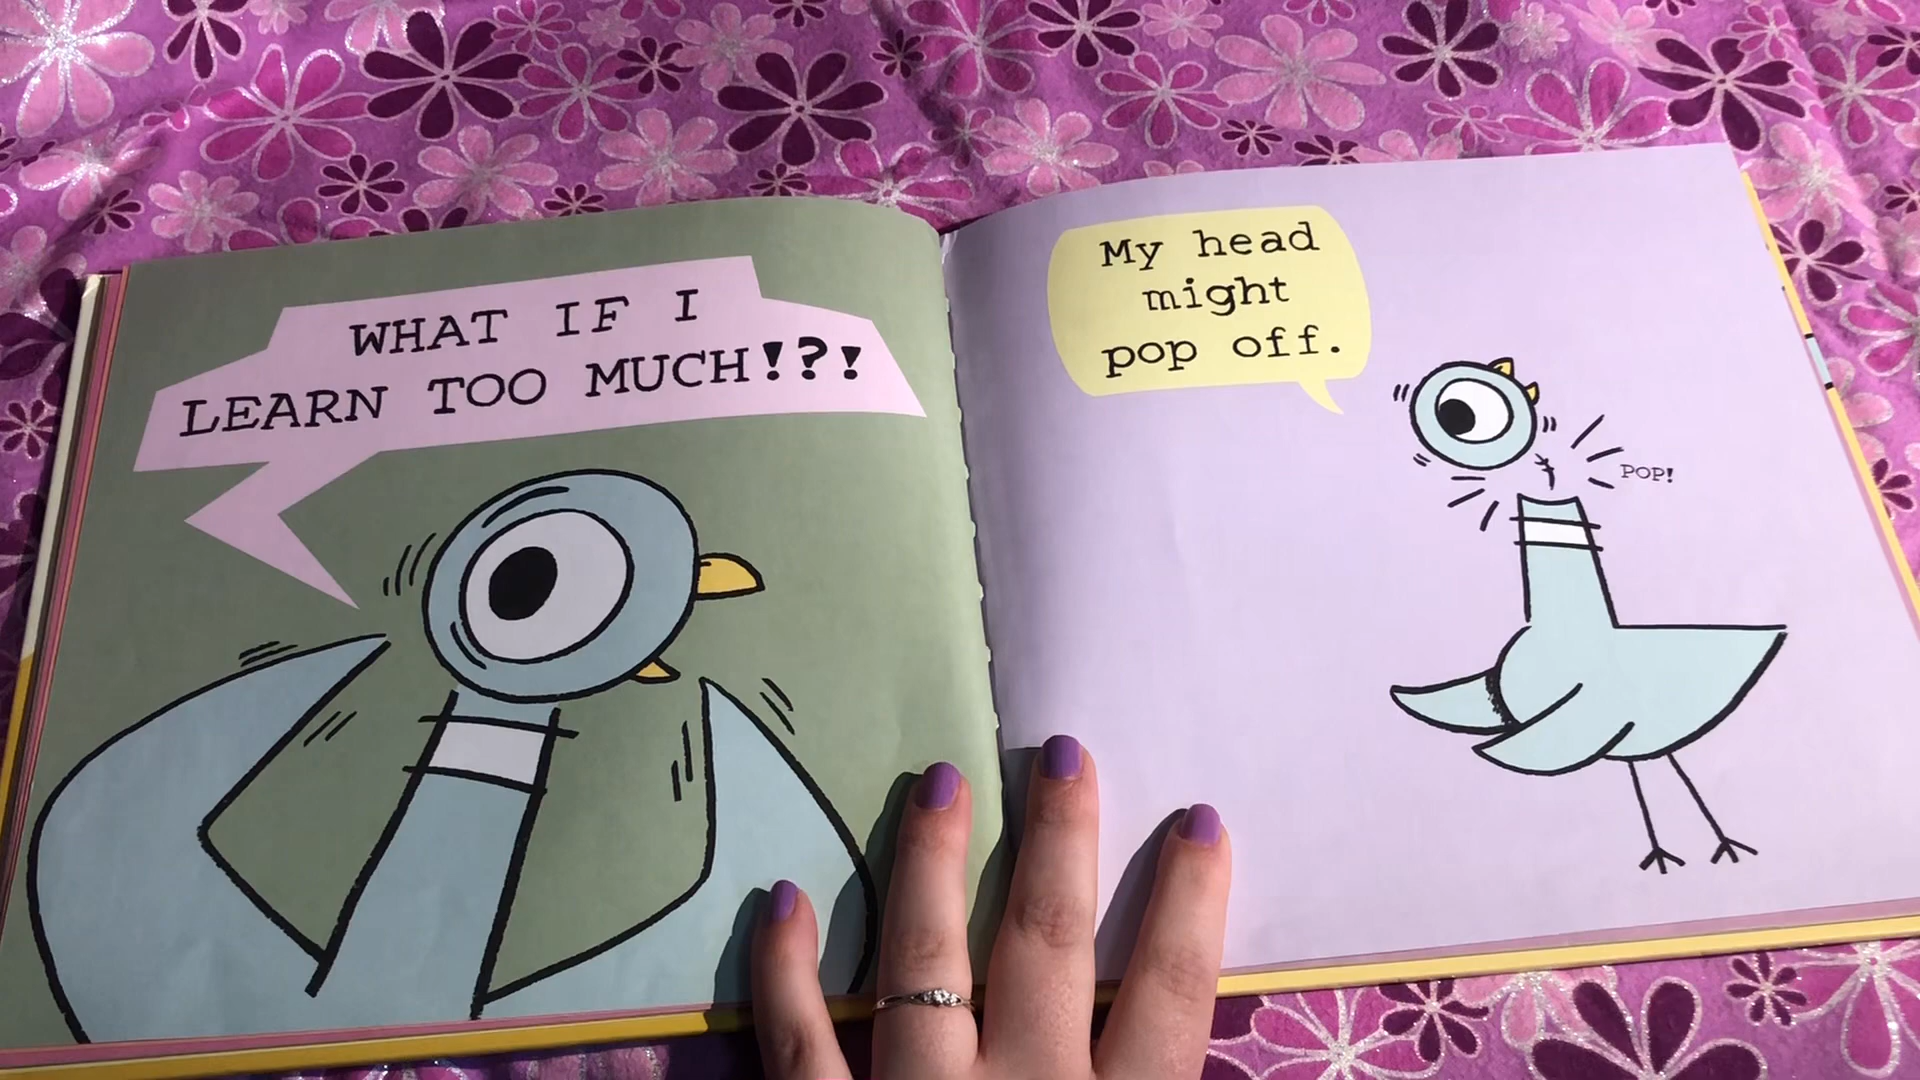 WHAT IF I
LEARN TOO MUCH!?!
My head
might
pop off.
POP!